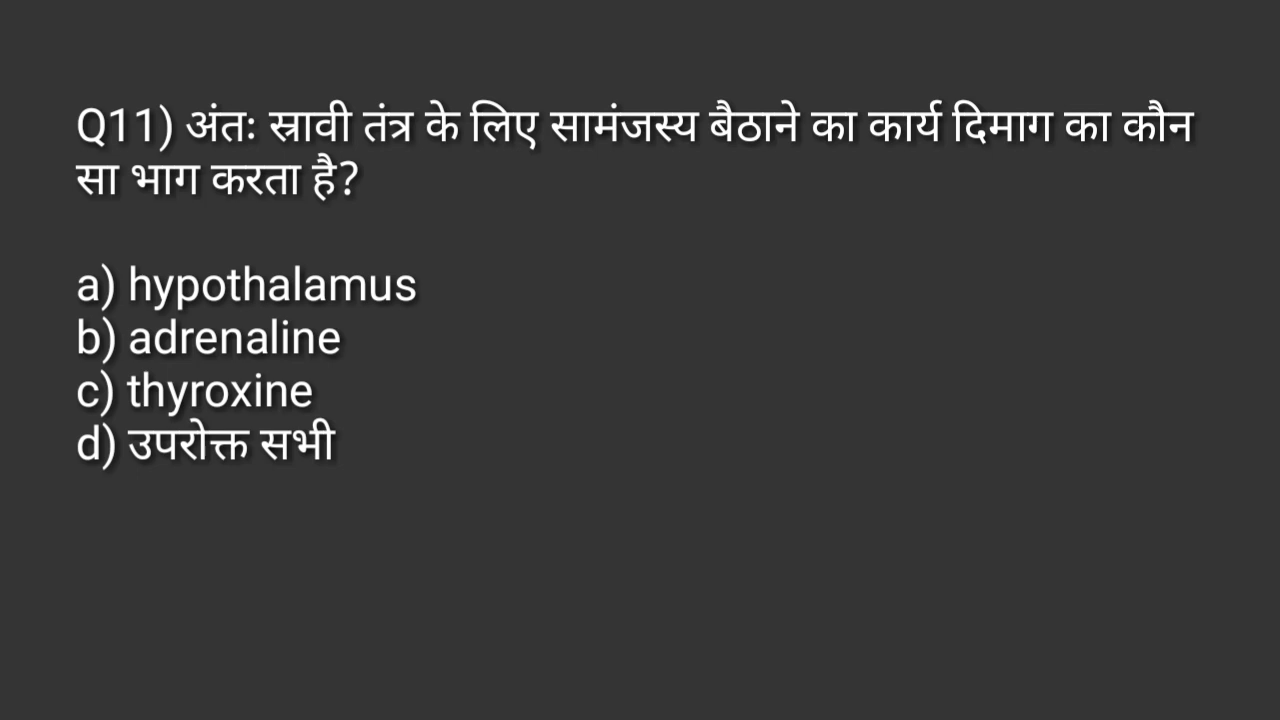 Q11) अंतः स्रावी तंत्र के लिए सामंजस्य बैठाने का कार्य दिमाग का कौन
सा भाग करता है?
a) hypothalamus
b) adrenaline
c) thyroxine
d) उपरोक्त सभी